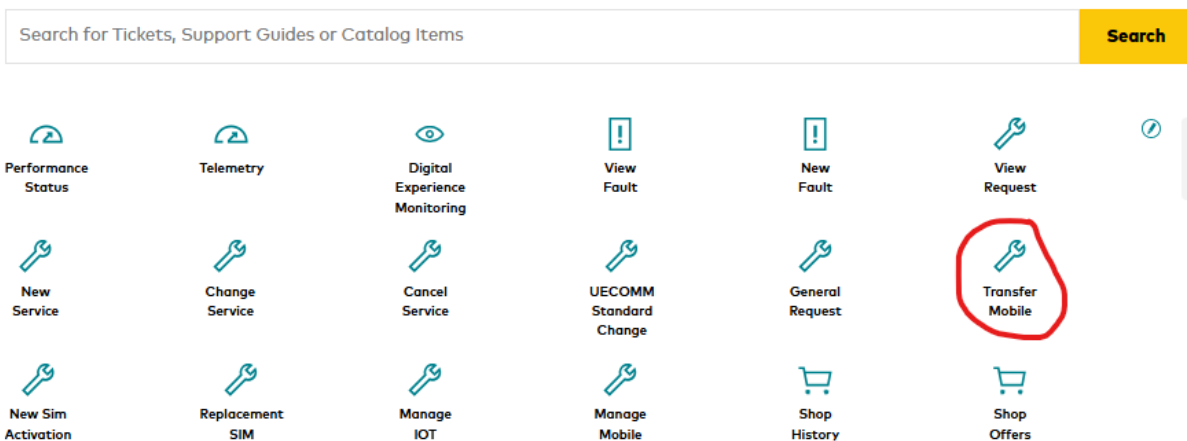 Search for Tickets, Support Guides or Catalog Items
Search
Performance
Status
Telemetry
Digital
Experience
Monitoring
View
Fault
New
Fault
View
Request
New
Service
Change
Service
Cancel
Service
UECOMM
Standard
Change
General
Request
Transfer
Mobile
New Sim
Activation
Replacement
SIM
Manage
IOT
Manage
Mobile
Shop
History
Shop
Offers